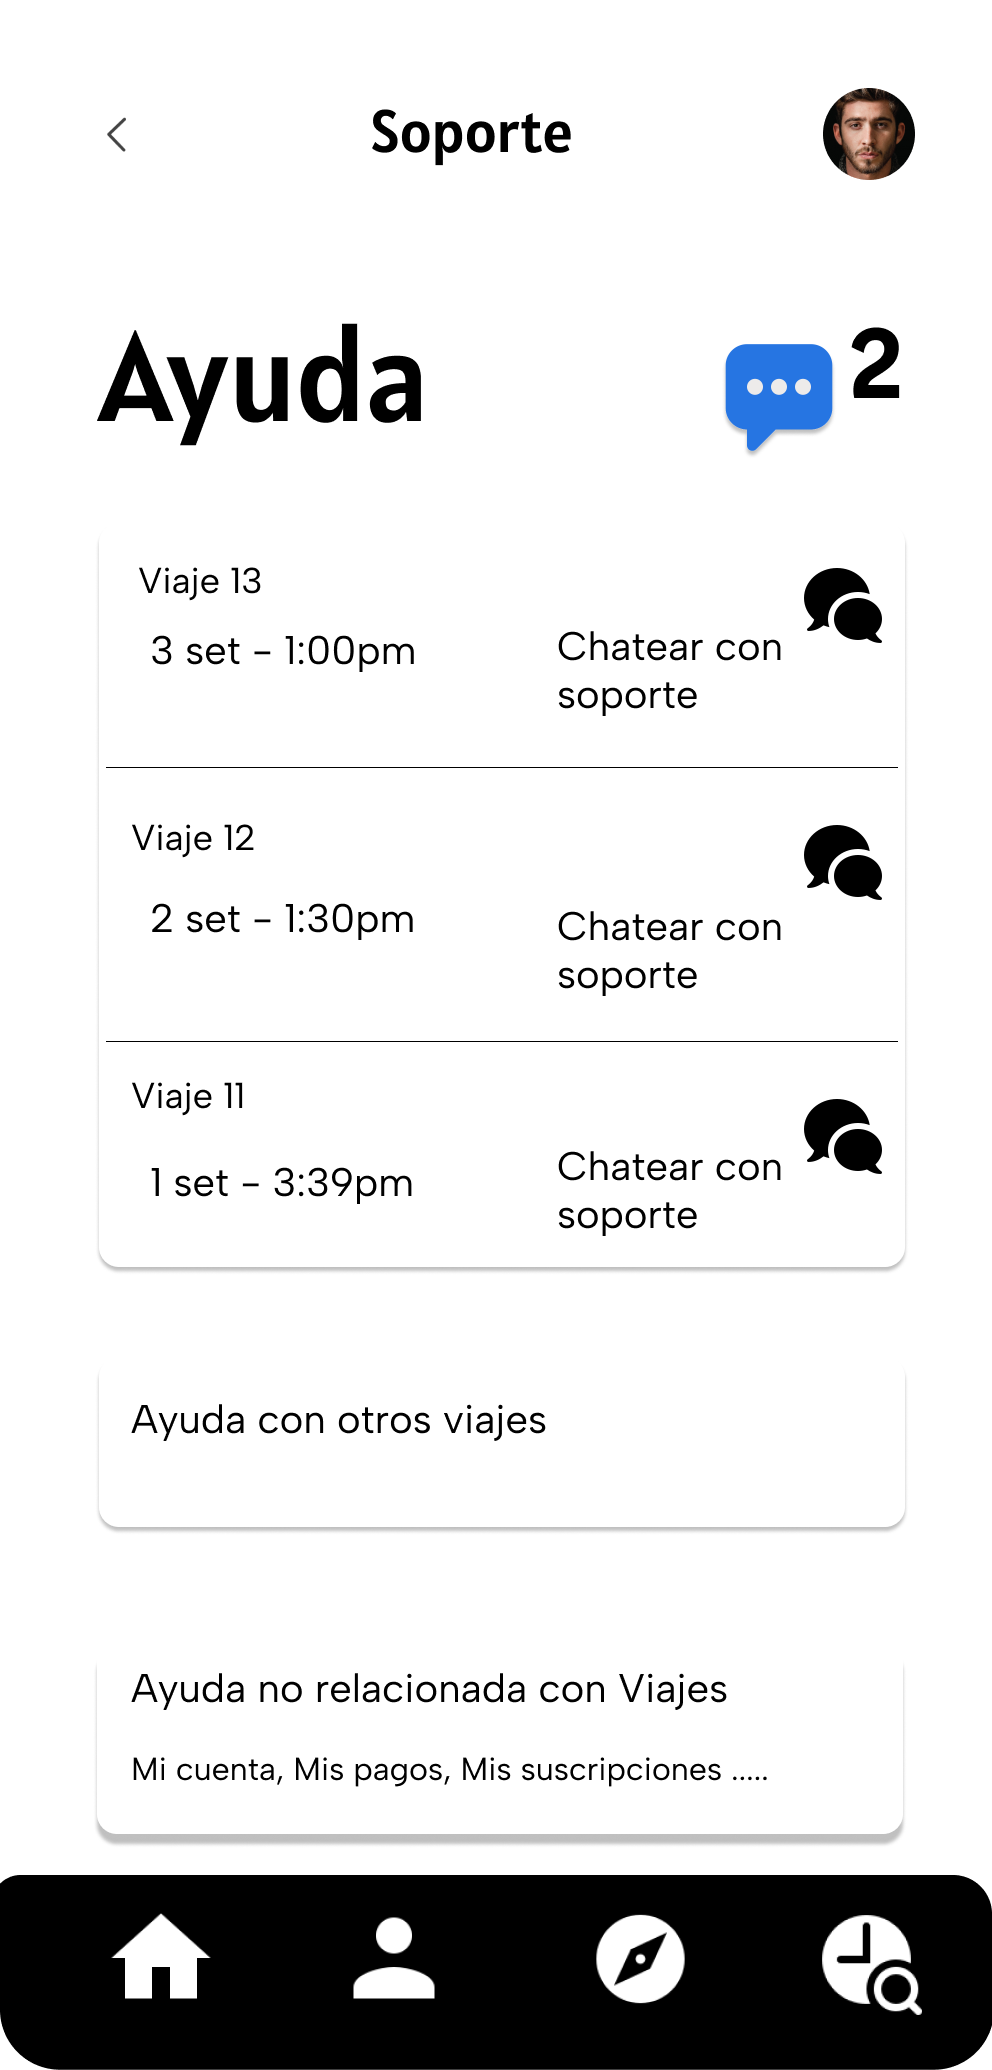 Soporte
Ayuda
2
Viaje 13
3 set - 1:00pm
Chatear con
soporte
Viaje 12
2 set - 1:30pm
Chatear con
soporte
Viaje 11
1 set - 3:39pm
Chatear con
soporte
Ayuda con otros viajes
Ayuda no relacionada con Viajes
Mi cuenta, Mis pagos, Mis suscripciones .....